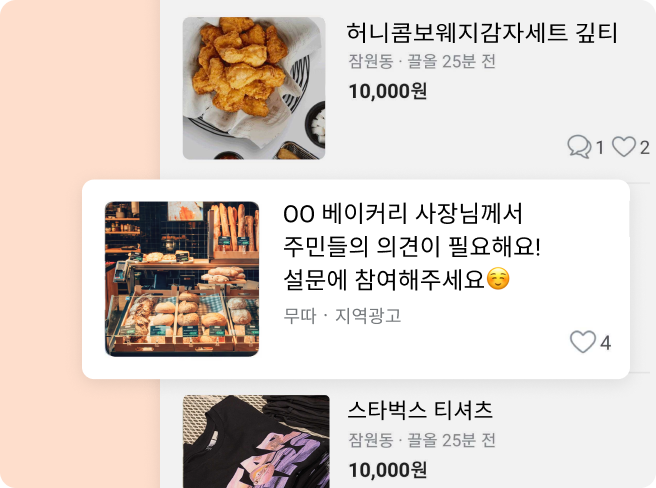 허니콤보웨지감자세트 깊티
잠원동 · 끌올 25분 전
10,000원
1 2
OO 베이커리 사장님께서
주민들의 의견이 필요해요!
설문에 참여해주세요☺️
무따 · 지역광고
4
스타벅스 티셔츠
잠원동 · 끌올 25분 전
10,000원